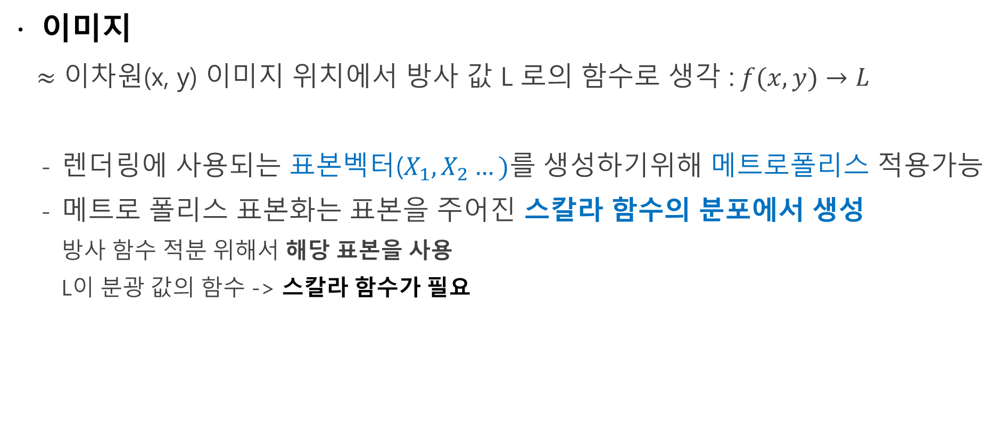 · 이미지
≈ 이차원(x, y) 이미지 위치에서 방사 값 L 로의 함수로 생각 : f(x, y) → L
- 렌더링에 사용되는 표본벡터(X₁, X₂ … )를 생성하기위해 메트로폴리스 적용가능
- 메트로 폴리스 표본화는 표본을 주어진 스칼라 함수의 분포에서 생성
방사 함수 적분 위해서 해당 표본을 사용
L이 분광 값의 함수 -> 스칼라 함수가 필요